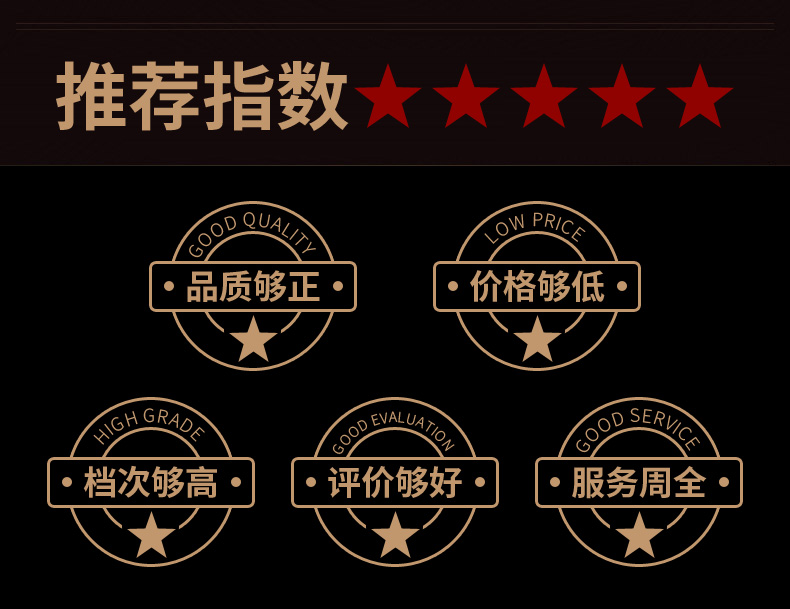 推荐指数
GOOD QUALITY
品质够正
LOW PRICE
价格够低
HIGH GRADE
档次够高
GOOD EVALUATION
评价够好
GOOD SERVICE
服务周全